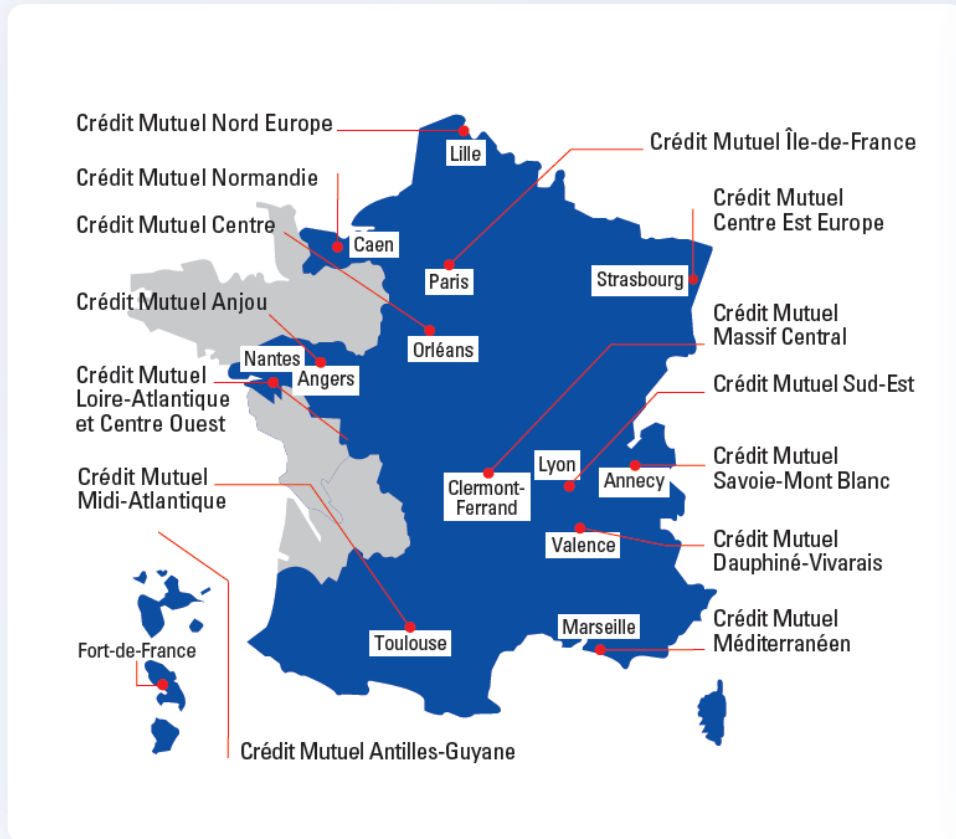 Crédit Mutuel Nord Europe
Lille
Crédit Mutuel Île-de-France
Crédit Mutuel Normandie
Crédit Mutuel
Centre Est Europe
Crédit Mutuel Centre
Caen
Paris
Strasbourg
Crédit Mutuel Anjou
Crédit Mutuel
Massif Central
Orléans
Nantes
Angers
Crédit Mutuel
Loire-Atlantique
et Centre Ouest
Crédit Mutuel Sud-Est
Lyon
Crédit Mutuel
Savoie-Mont Blanc
Annecy
Crédit Mutuel
Midi-Atlantique
Clermont-
Ferrand
Valence
Crédit Mutuel
Dauphiné-Vivarais
Marseille
Crédit Mutuel
Méditerranéen
Toulouse
Fort-de-France
Crédit Mutuel Antilles-Guyane